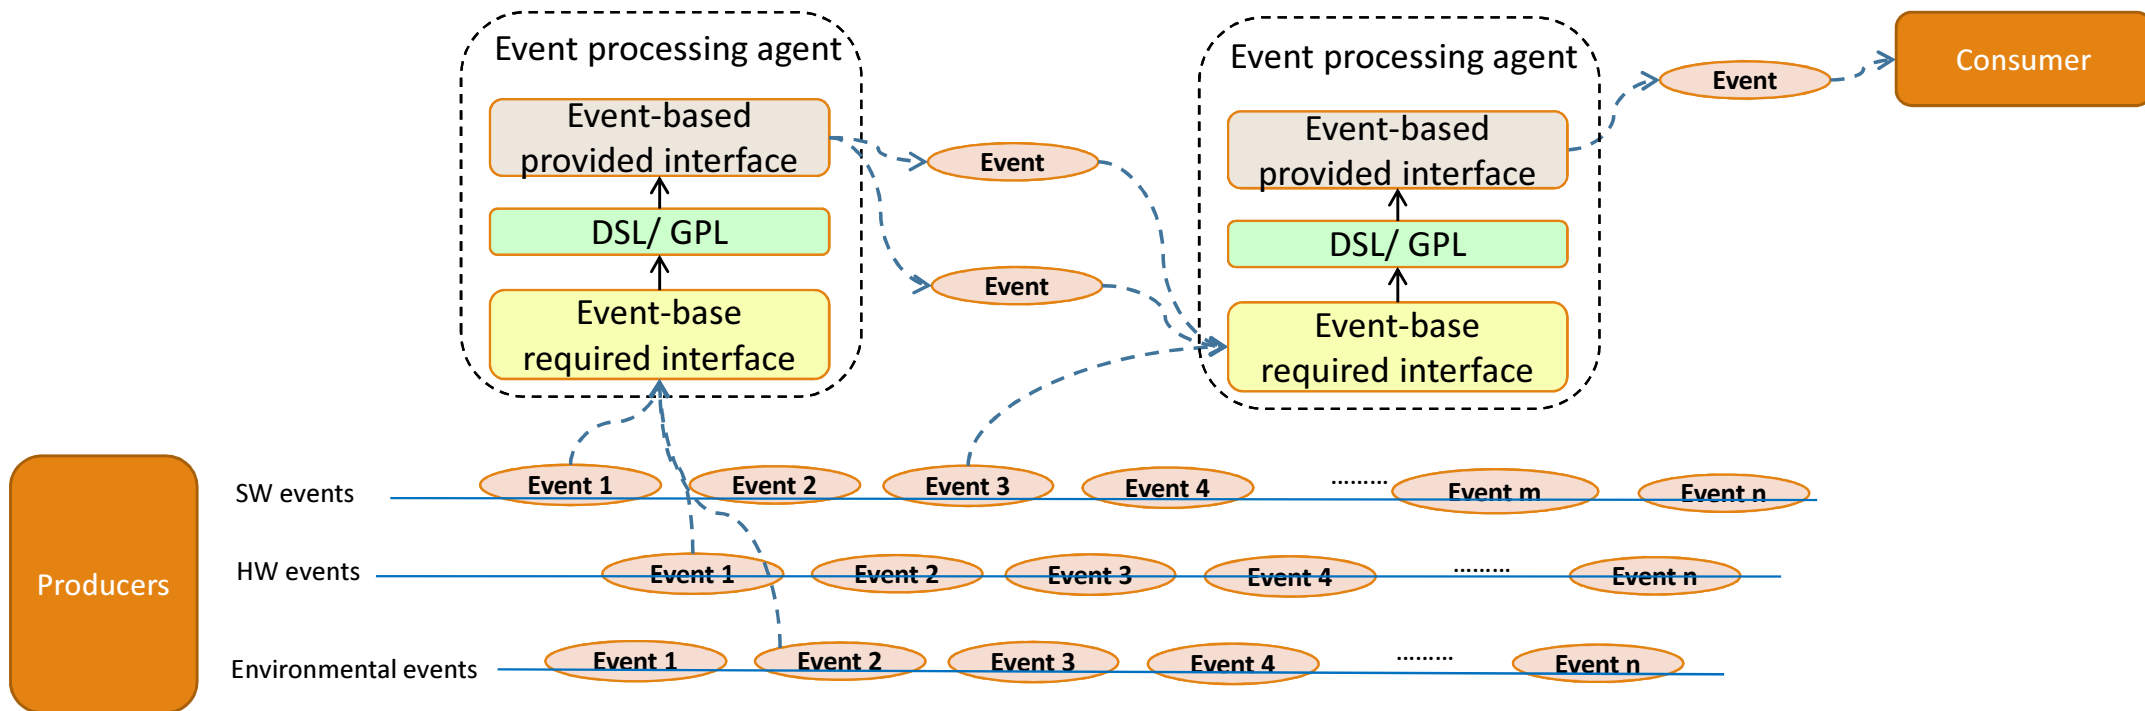 Event processing agent
Event-based
provided interface
DSL/ GPL
Event-base
required interface
Event
Event
Event processing agent
Event-based
provided interface
DSL/ GPL
Event-base
required interface
Event
Consumer
Producers
SW events
Event 1
Event 2
Event 3
Event 4
.........
Event m
Event n
HW events
Event 1
Event 2
Event 3
Event 4
.........
Event n
Environmental events
Event 1
Event 2
Event 3
Event 4
.........
Event n